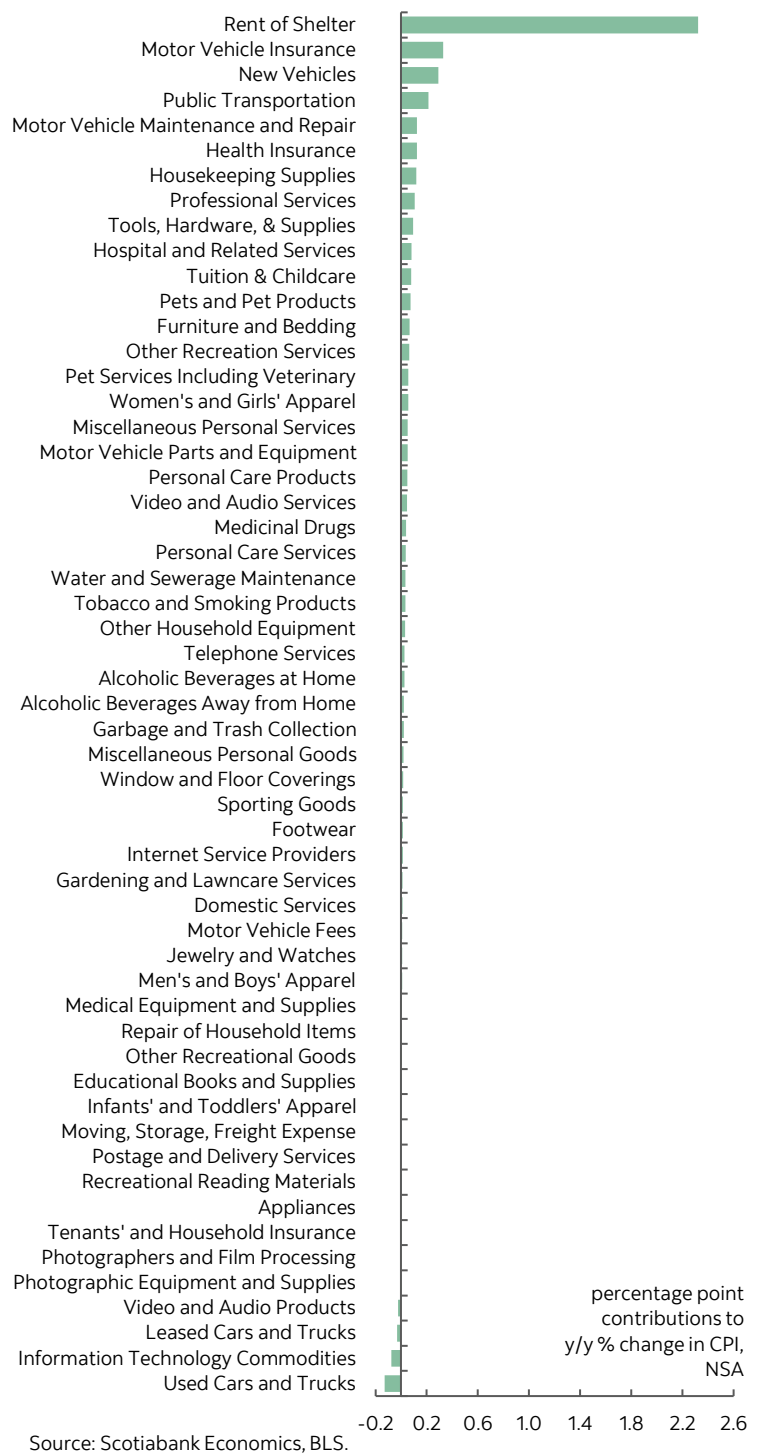 Rent of Shelter
Motor Vehicle Insurance
New Vehicles
Public Transportation
Motor Vehicle Maintenance and Repair
Health Insurance
Housekeeping Supplies
Professional Services
Tools, Hardware, & Supplies
Hospital and Related Services
Tuition & Childcare
Pets and Pet Products
Furniture and Bedding
Other Recreation Services
Pet Services Including Veterinary
Women's and Girls' Apparel
Miscellaneous Personal Services
Motor Vehicle Parts and Equipment
Personal Care Products
Video and Audio Services
Medicinal Drugs
Personal Care Services
Water and Sewerage Maintenance
Tobacco and Smoking Products
Other Household Equipment
Telephone Services
Alcoholic Beverages at Home
Alcoholic Beverages Away from Home
Garbage and Trash Collection
Miscellaneous Personal Goods
Window and Floor Coverings
Sporting Goods
Footwear
Internet Service Providers
Gardening and Lawncare Services
Domestic Services
Motor Vehicle Fees
Jewelry and Watches
Men's and Boys' Apparel
Medical Equipment and Supplies
Repair of Household Items
Other Recreational Goods
Educational Books and Supplies
Infants' and Toddlers' Apparel
Moving, Storage, Freight Expense
Postage and Delivery Services
Recreational Reading Materials
Appliances
Tenants' and Household Insurance
Photographers and Film Processing
Photographic Equipment and Supplies
Video and Audio Products
Leased Cars and Trucks
Information Technology Commodities
Used Cars and Trucks
percentage point
contributions to
y/y % change in CPI,
NSA
-0.2 0.2 0.6 1.0 1.4 1.8 2.2 2.6
Source: Scotiabank Economics, BLS.